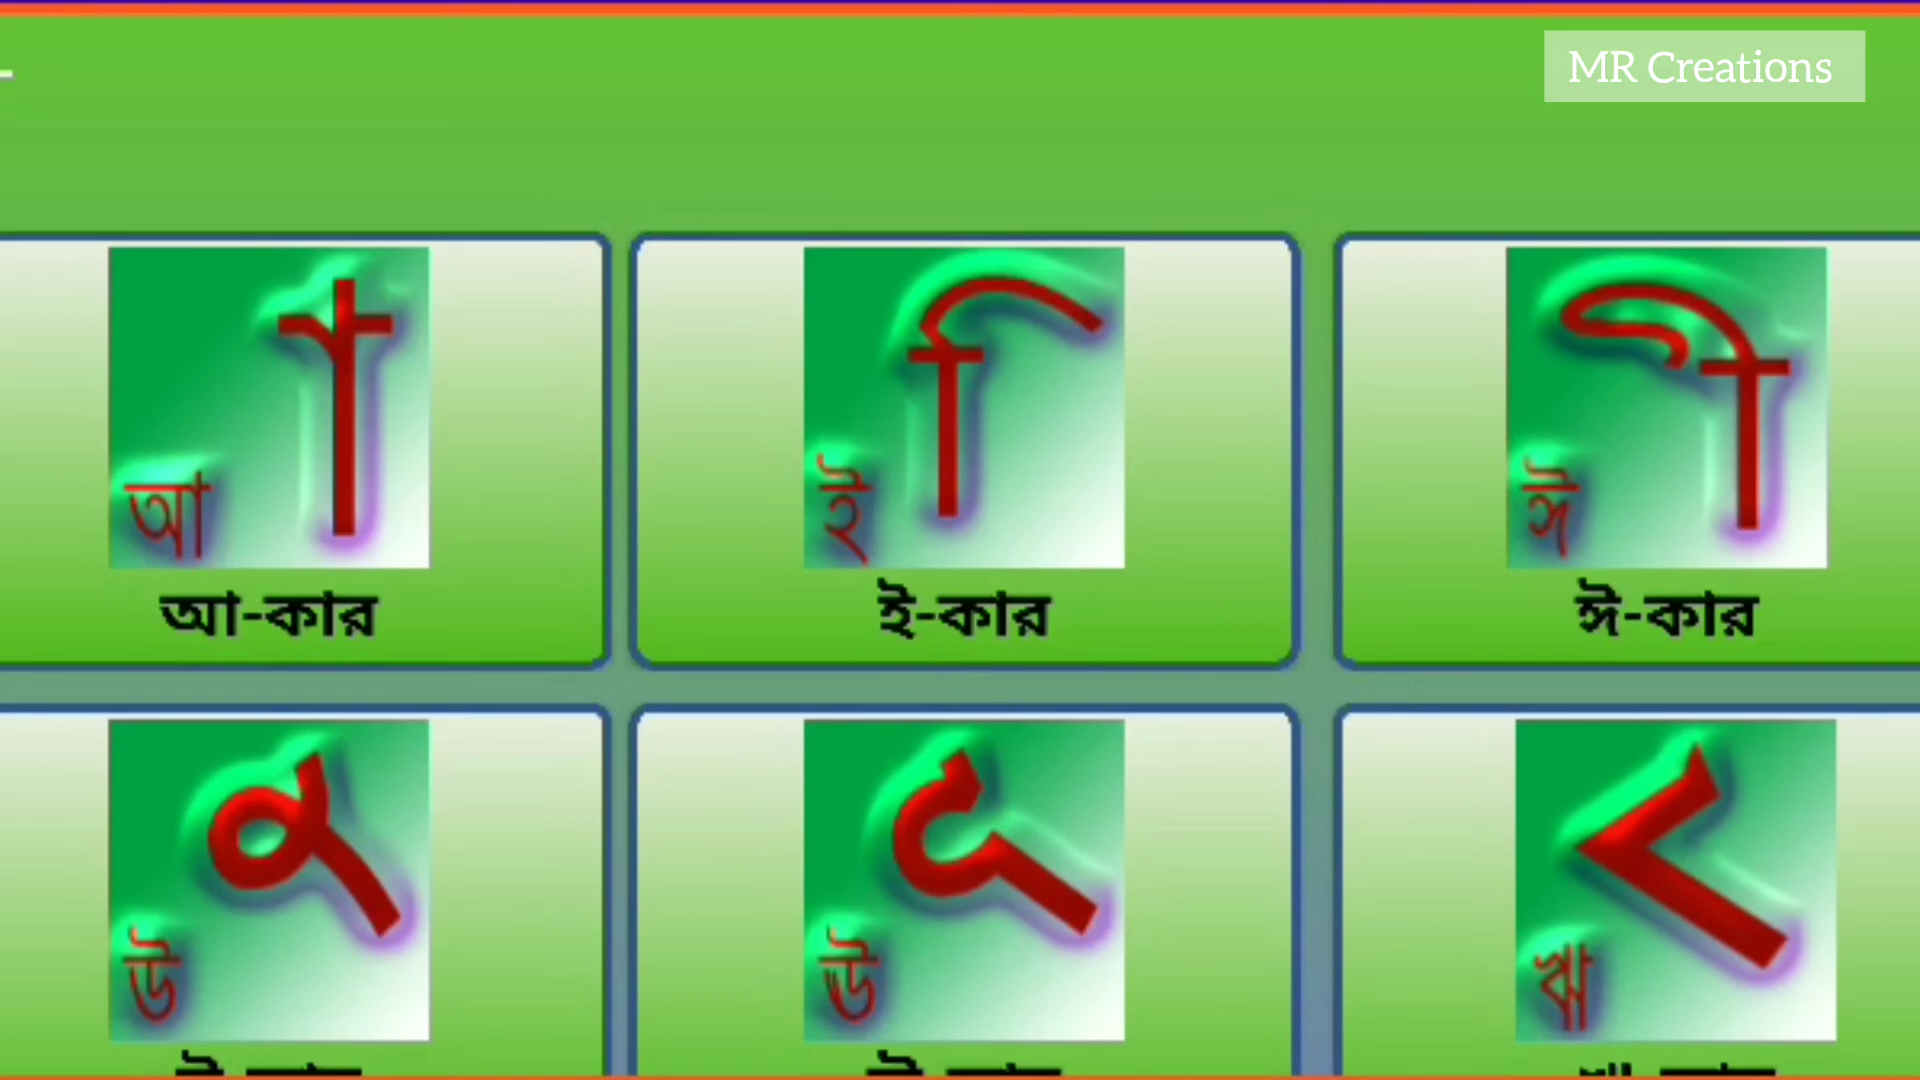 MR Creations
া ি ী
আ ই ঈ
আ-কার ই-কার ঈ-কার
ু ূ ৃ
উ ঊ ঋ